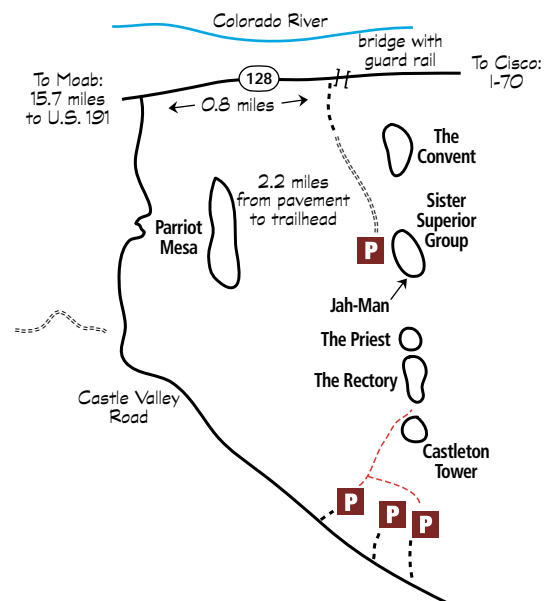 Colorado River
bridge with
guard rail
To Moab:
15.7 miles
to U.S. 191
128
To Cisco:
I-70
0.8 miles
The
Convent
2.2 miles
from pavement
to trailhead
Parriot
Mesa
Sister
Superior
Group
P
Jah-Man
The Priest
The Rectory
Castle Valley
Road
Castleton
Tower
P
P
P